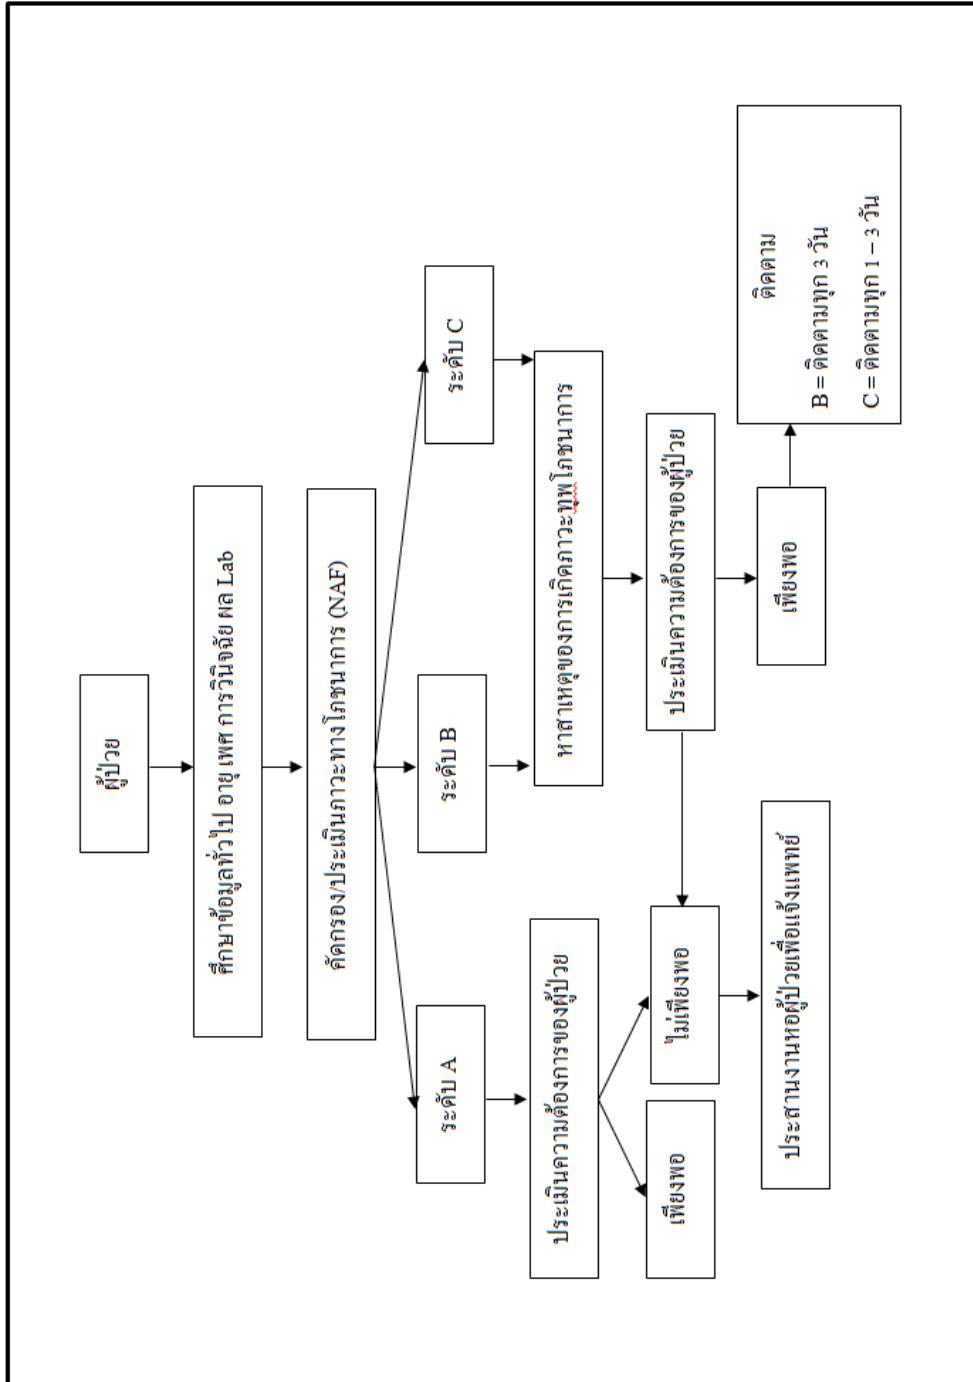 ผู้ป่วย
ศึกษาข้อมูลทั่วไป อายุ เพศ การวินิจฉัย ผล Lab
คัดกรอง/ประเมินภาวะทางโภชนาการ (NAF)
ระดับ A
ระดับ B
ระดับ C
ประเมินความต้องการของผู้ป่วย
หาสาเหตุของการเกิดภาวะทุพโภชนาการ
เพียงพอ
ไม่เพียงพอ
ประเมินความต้องการของผู้ป่วย
ประสานงานหอผู้ป่วยเพื่อแจ้งแพทย์
เพียงพอ
ติดตาม
B = ติดตามทุก 3 วัน
C = ติดตามทุก 1 – 3 วัน